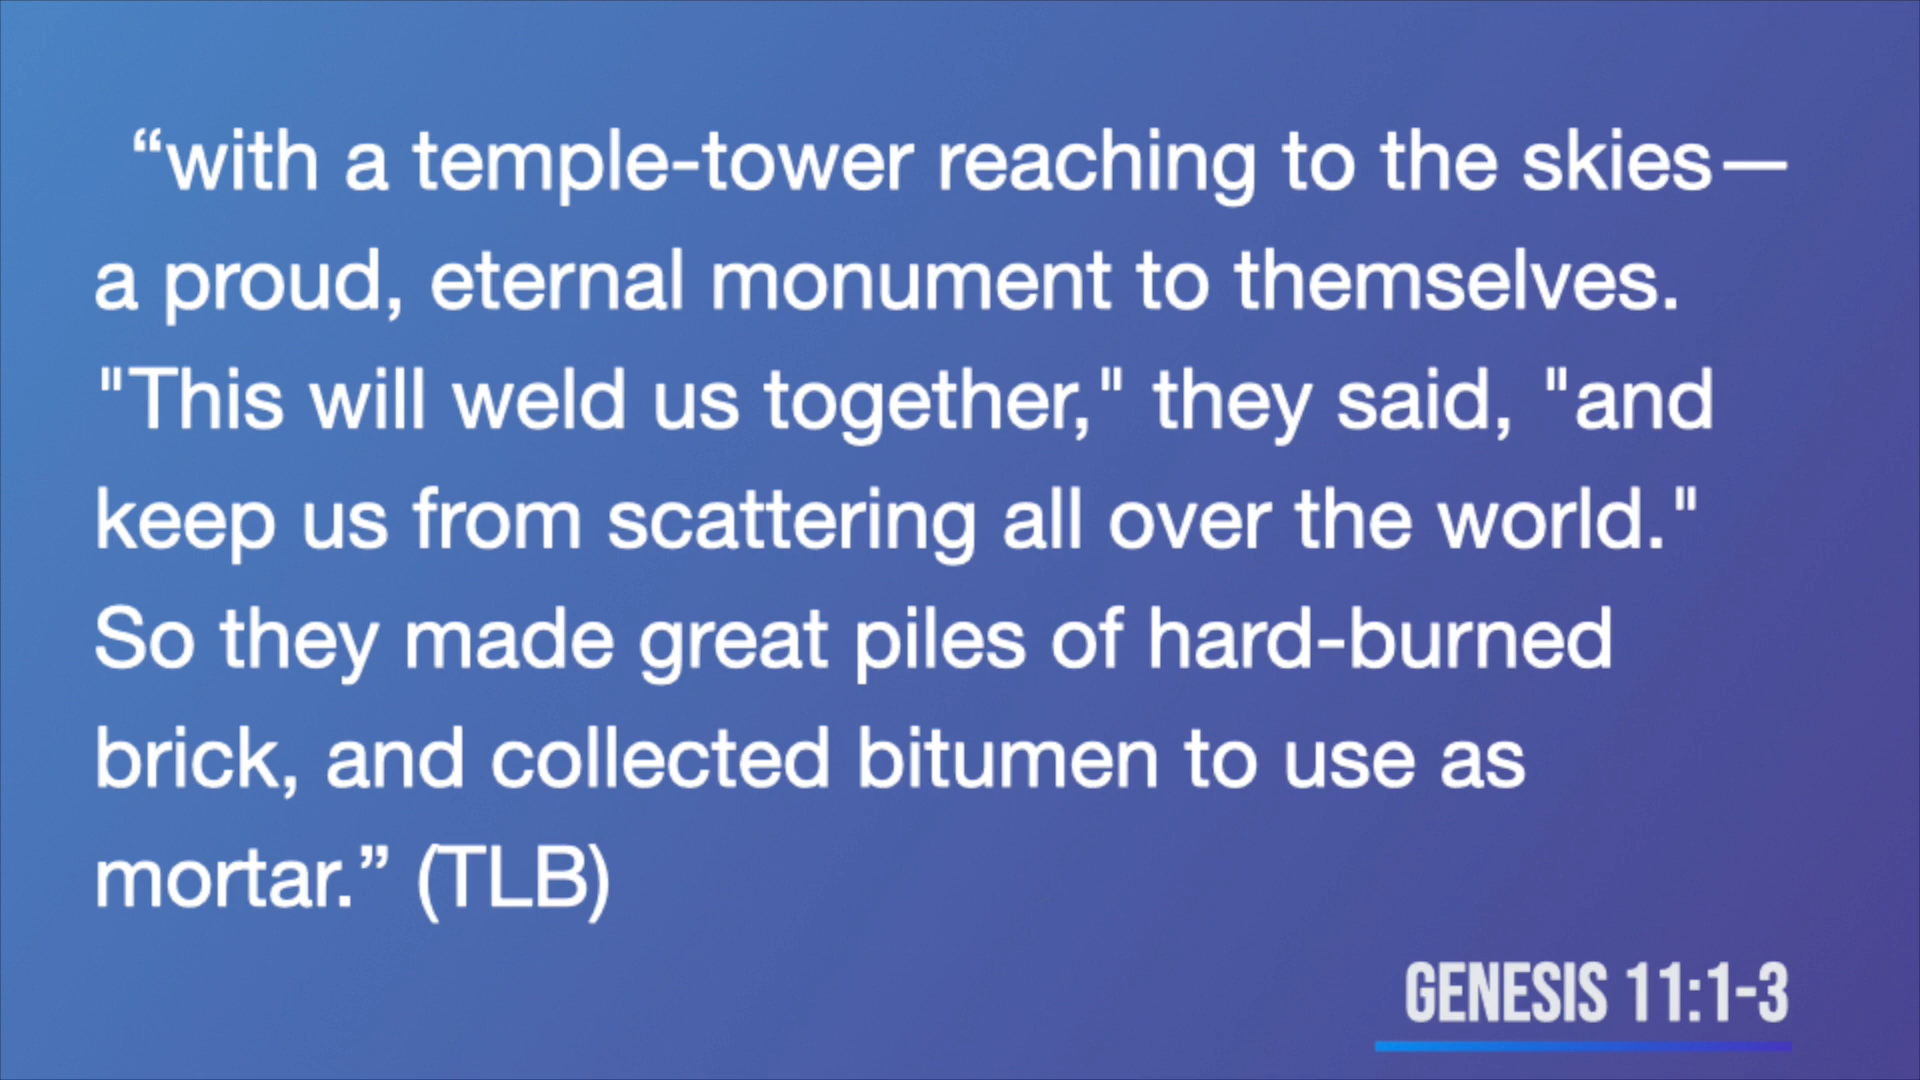 “with a temple-tower reaching to the skies—
a proud, eternal monument to themselves.
"This will weld us together," they said, "and
keep us from scattering all over the world."
So they made great piles of hard-burned
brick, and collected bitumen to use as
mortar.” (TLB)
GENESIS 11:1-3